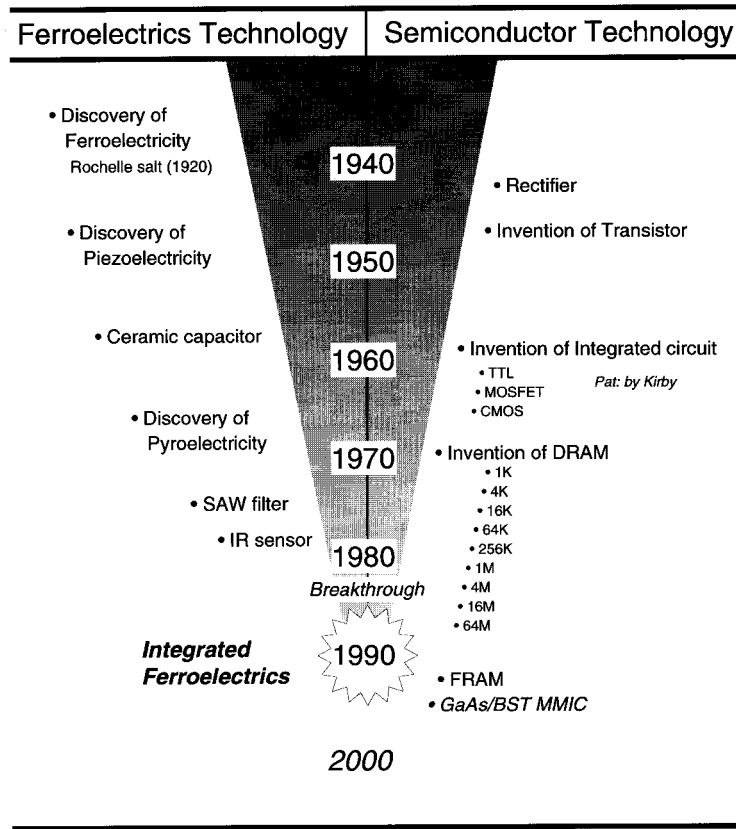 Ferroelectrics Technology
Semiconductor Technology
• Discovery of
Ferroelectricity
Rochelle salt (1920)
1940
• Rectifier
• Discovery of
Piezoelectricity
• Invention of Transistor
1950
• Ceramic capacitor
1960
• Invention of Integrated circuit
• TTL
• MOSFET
Pat: by Kirby
• CMOS
• Discovery of
Pyroelectricity
1970
• Invention of DRAM
• 1K
• 4K
• 16K
• 64K
• 256K
• 1M
• 4M
• 16M
• 64M
• SAW filter
• IR sensor
1980
Breakthrough
Integrated
Ferroelectrics
1990
• FRAM
• GaAs/BST MMIC
2000